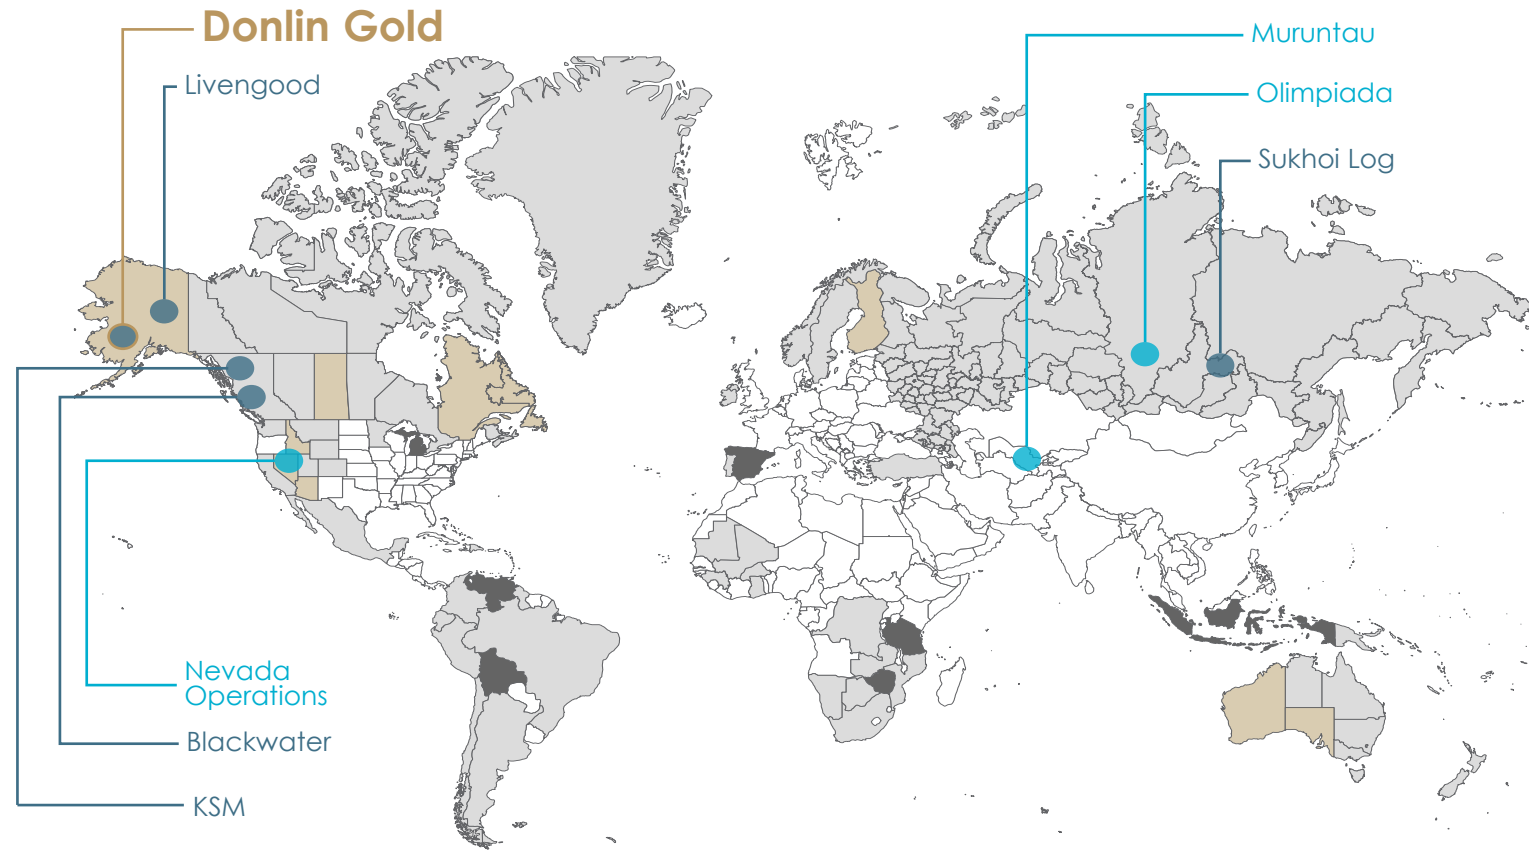 Donlin Gold
Livengood
Muruntau
Olimpiada
Sukhoi Log
Nevada
Operations
Blackwater
KSM